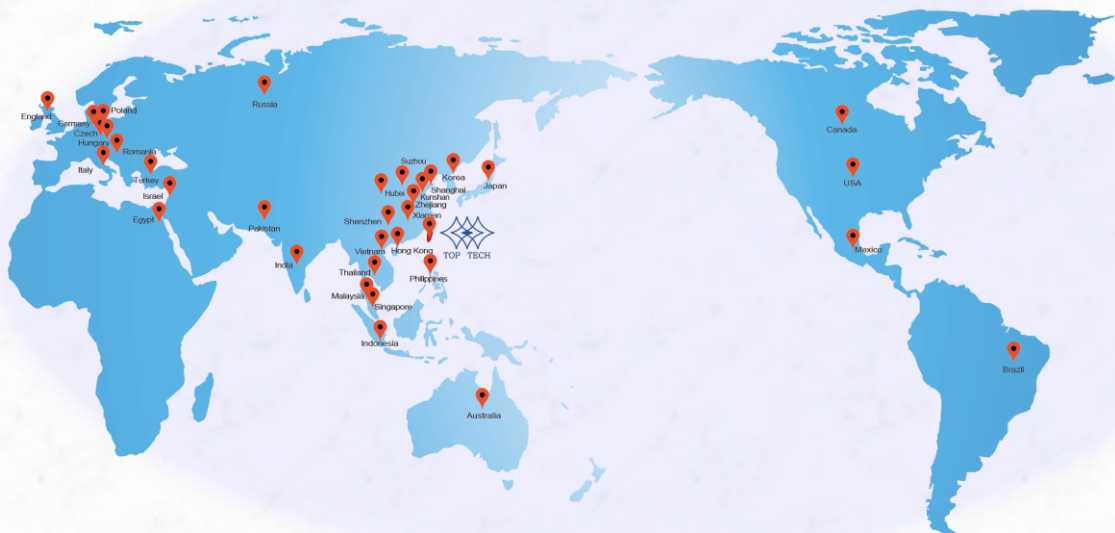 Russia
England
Poland
Germany
Czech
Hungary
Romania
Italy
Turkey
Israel
Egypt
Pakistan
India
Suzhou
Korea
Japan
Hubei
Shanghai
Kunshan
Zhejiang
Xiamen
Shenzhen
Vietnam
Hong Kong
TOP TECH
Thailand
Philippines
Malaysia
Singapore
Indonesia
Australia
Canada
USA
Mexico
Brazil